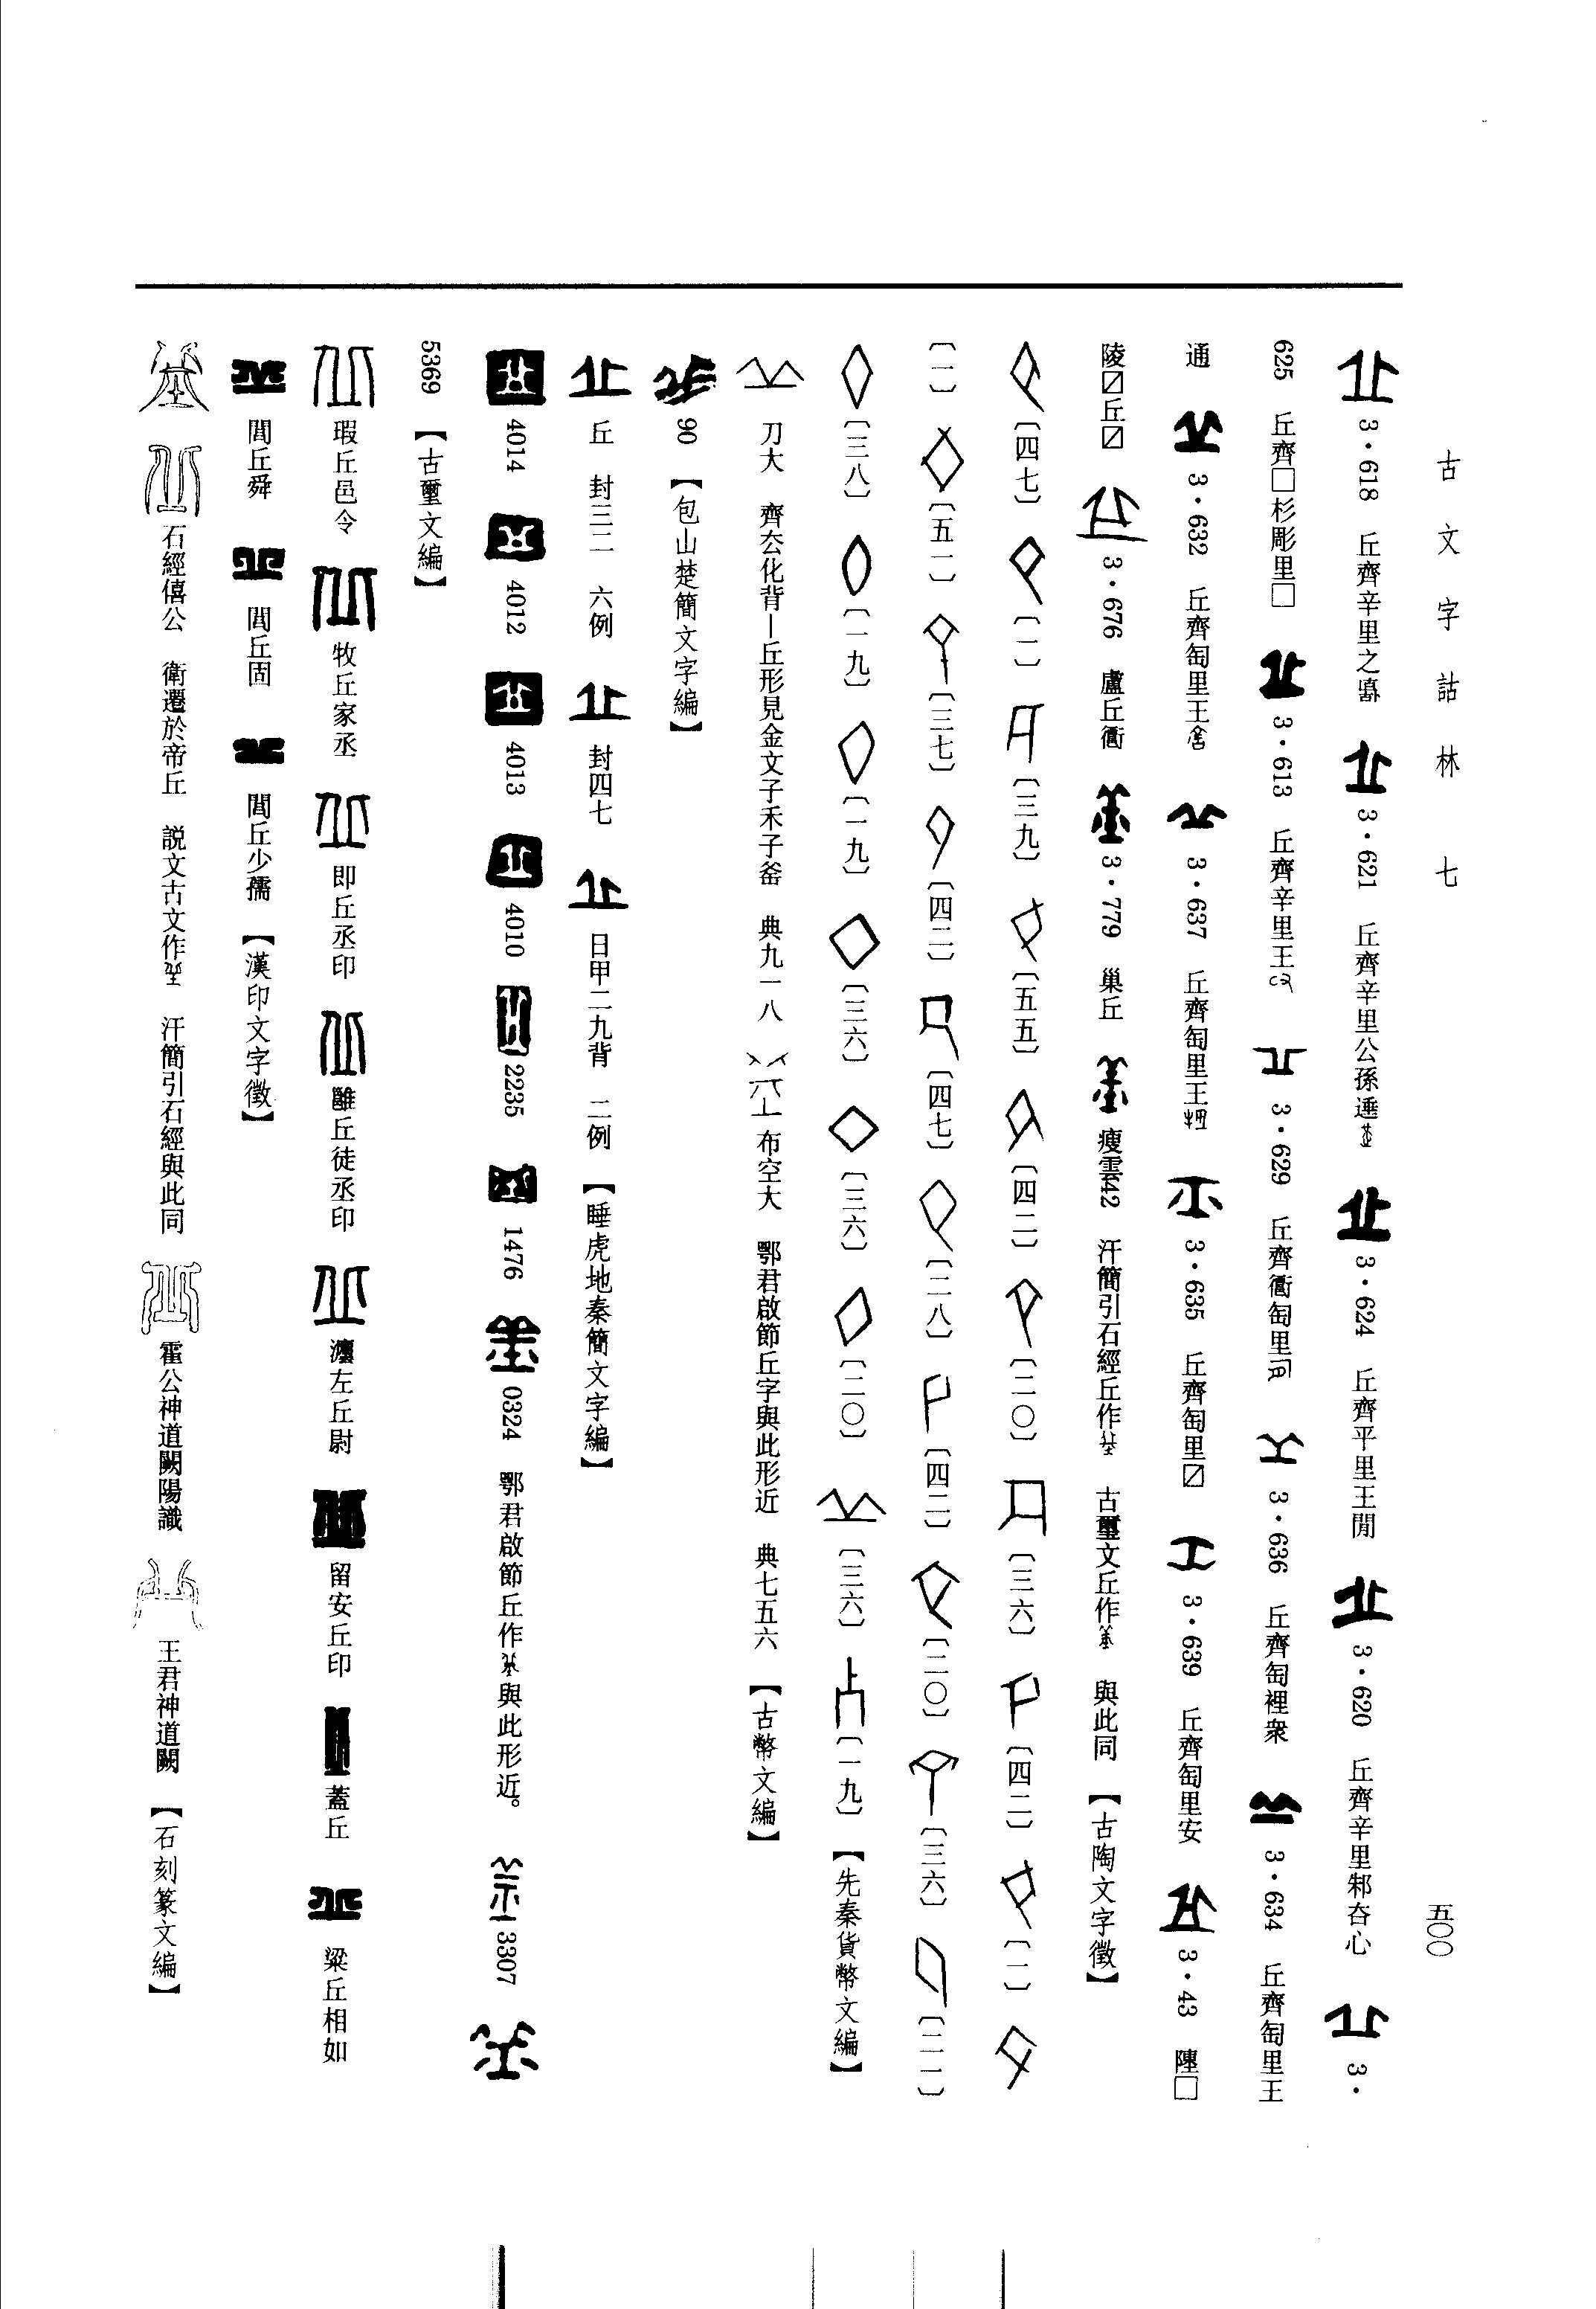 古文字詁林 七
五〇〇
3·618 丘齊辛里之 3·621 丘齊辛里公孫 3·624 丘齊平里王閒 3·620 丘齊辛里邾夻心 3·
625 丘齊□杉彫里□ 3·613 丘齊辛里王 3·629 丘齊衢匋里 3·636 丘齊匋裡衆 3·634 丘齊匋里王
通 3·632 丘齊匋里王 3·637 丘齊匋里王 3·635 丘齊匋里〼 3·639 丘齊匋里安 3·43 陳□
陵〼丘〼 3·676 盧丘衢 3·779 巢丘 瘦雲42 汗簡引石經丘作 古璽文丘作 與此同 【古陶文字徵】
〔四七〕 〔二〕 〔三九〕 〔五五〕 〔四二〕 〔二〇〕 〔三六〕 〔四二〕 〔二〕
〔一〕 〔五一〕 〔三七〕 〔四二〕 〔四七〕 〔二八〕 〔四二〕 〔二〇〕 〔三六〕 〔二二〕
〔三八〕 〔一九〕 〔一九〕 〔三六〕 〔三六〕 〔二〇〕 〔三六〕 〔一九〕 【先秦貨幣文編】
刀大 齊厺化背—丘形見金文子禾子釜 典九一八 布空大 鄂君啟節丘字與此形近 典七五六 【古幣文編】
90 【包山楚簡文字編】
丘 封三二 六例 封四七 日甲二九背 二例 【睡虎地秦簡文字編】
4014 4012 4013 4010 2235 1476 0324 鄂君啟節丘作 與此形近。 3307
5369 【古璽文編】
瑕丘邑令 牧丘家丞 即丘丞印 雝丘徒丞印 左丘尉 留安丘印 蓋丘 梁丘相如
閭丘舜 閭丘固 閭丘少孺 【漢印文字徵】
石經僖公 衛遷於帝丘 説文古文作 汗簡引石經與此同 霍公神道闕陽識 王君神道闕 【石刻篆文編】